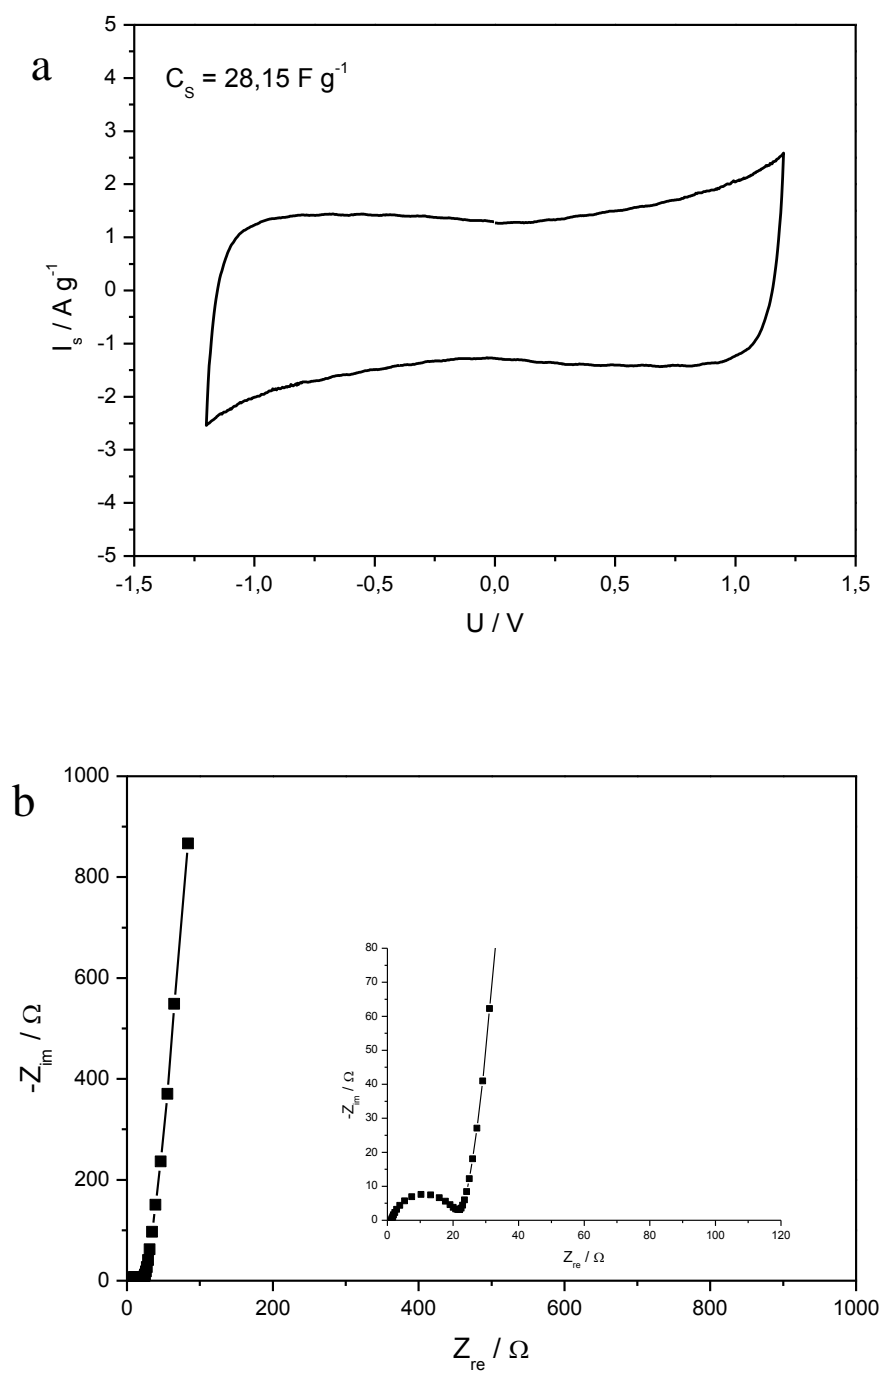 a
C_S = 28,15 F g^-1
5
4
3
2
1
0
-1
-2
-3
-4
-5
I_s / A g^-1
-1,5 -1,0 -0,5 0,0 0,5 1,0 1,5
U / V
b
1000
800
600
400
200
0
-Z_im / Ω
80
70
60
50
40
30
20
10
0
-Z_im / Ω
0 20 40 60 80 100 120
Z_re / Ω
0 200 400 600 800 1000
Z_re / Ω